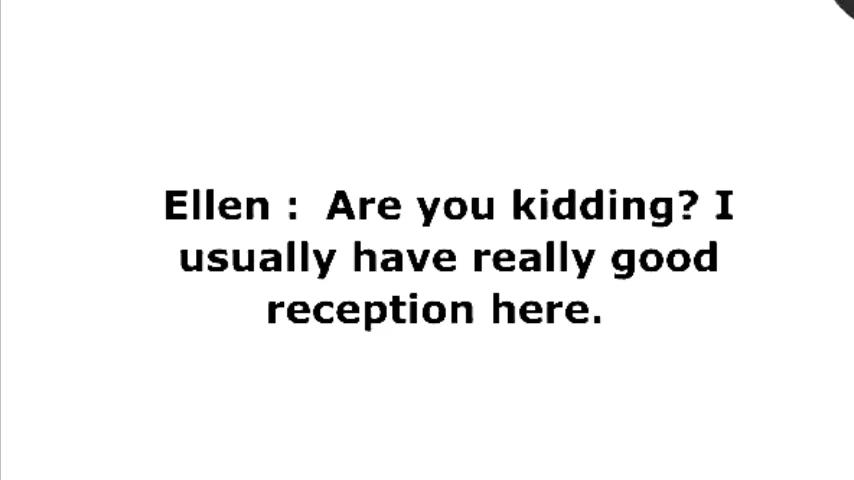 Ellen :  Are you kidding? I
usually have really good
reception here.